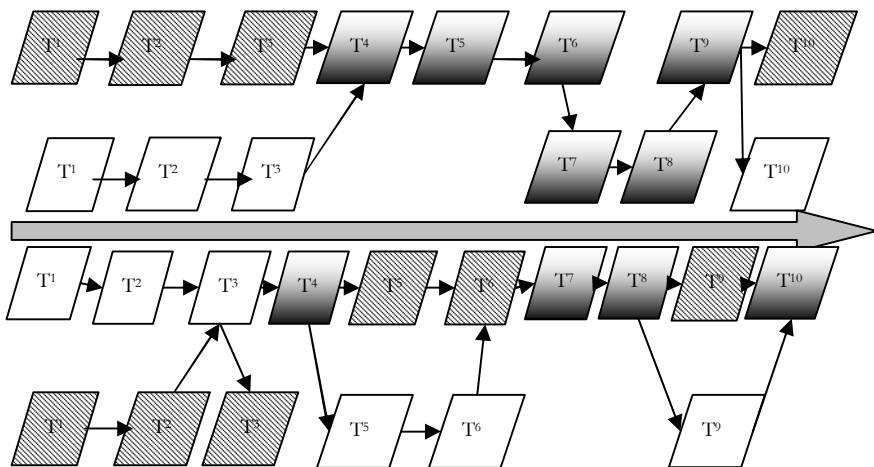 T¹ T² T³ T⁴ T⁵ T⁶ T⁹ T¹⁰
T¹ T² T³ T⁷ T⁸ T¹⁰
T¹ T² T³ T⁴ T⁵ T⁶ T⁷ T⁸ T⁹ T¹⁰
T¹ T² T³ T⁵ T⁶ T⁹